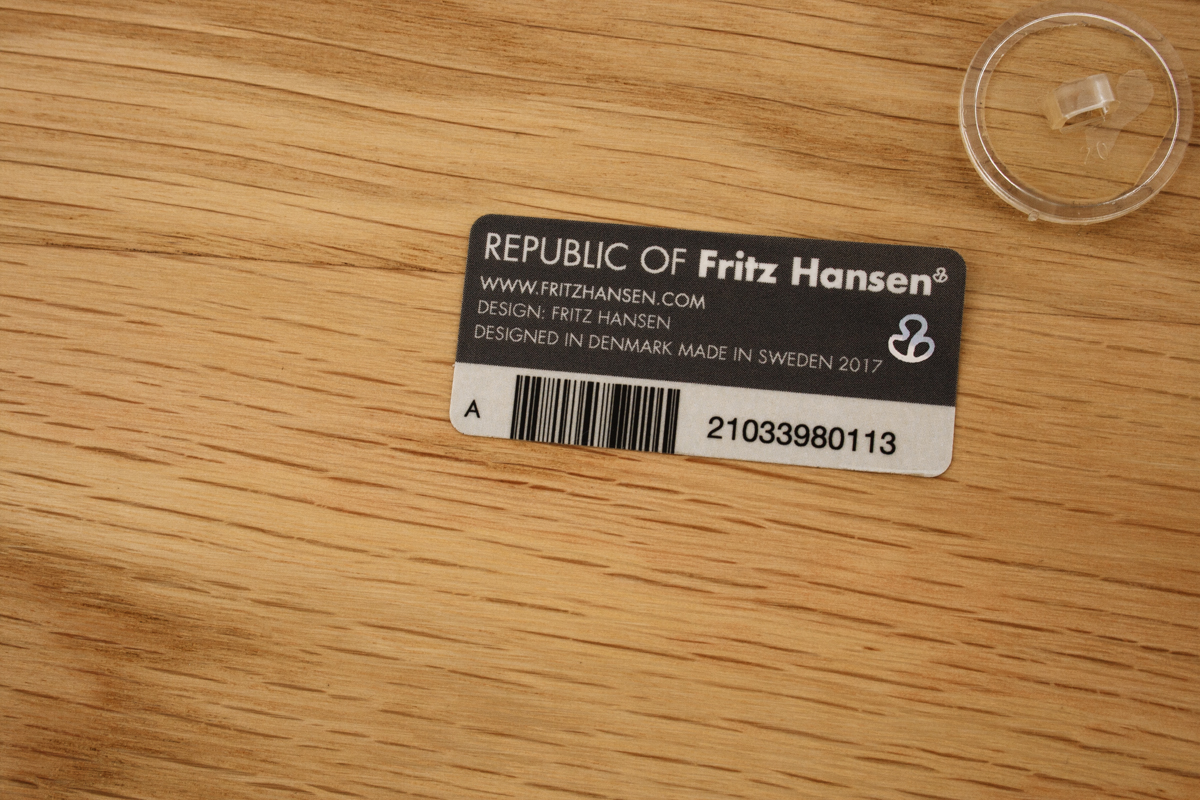 REPUBLIC OF Fritz Hansen
WWW.FRITZHANSEN.COM
DESIGN: FRITZ HANSEN
DESIGNED IN DENMARK MADE IN SWEDEN 2017
A
21033980113